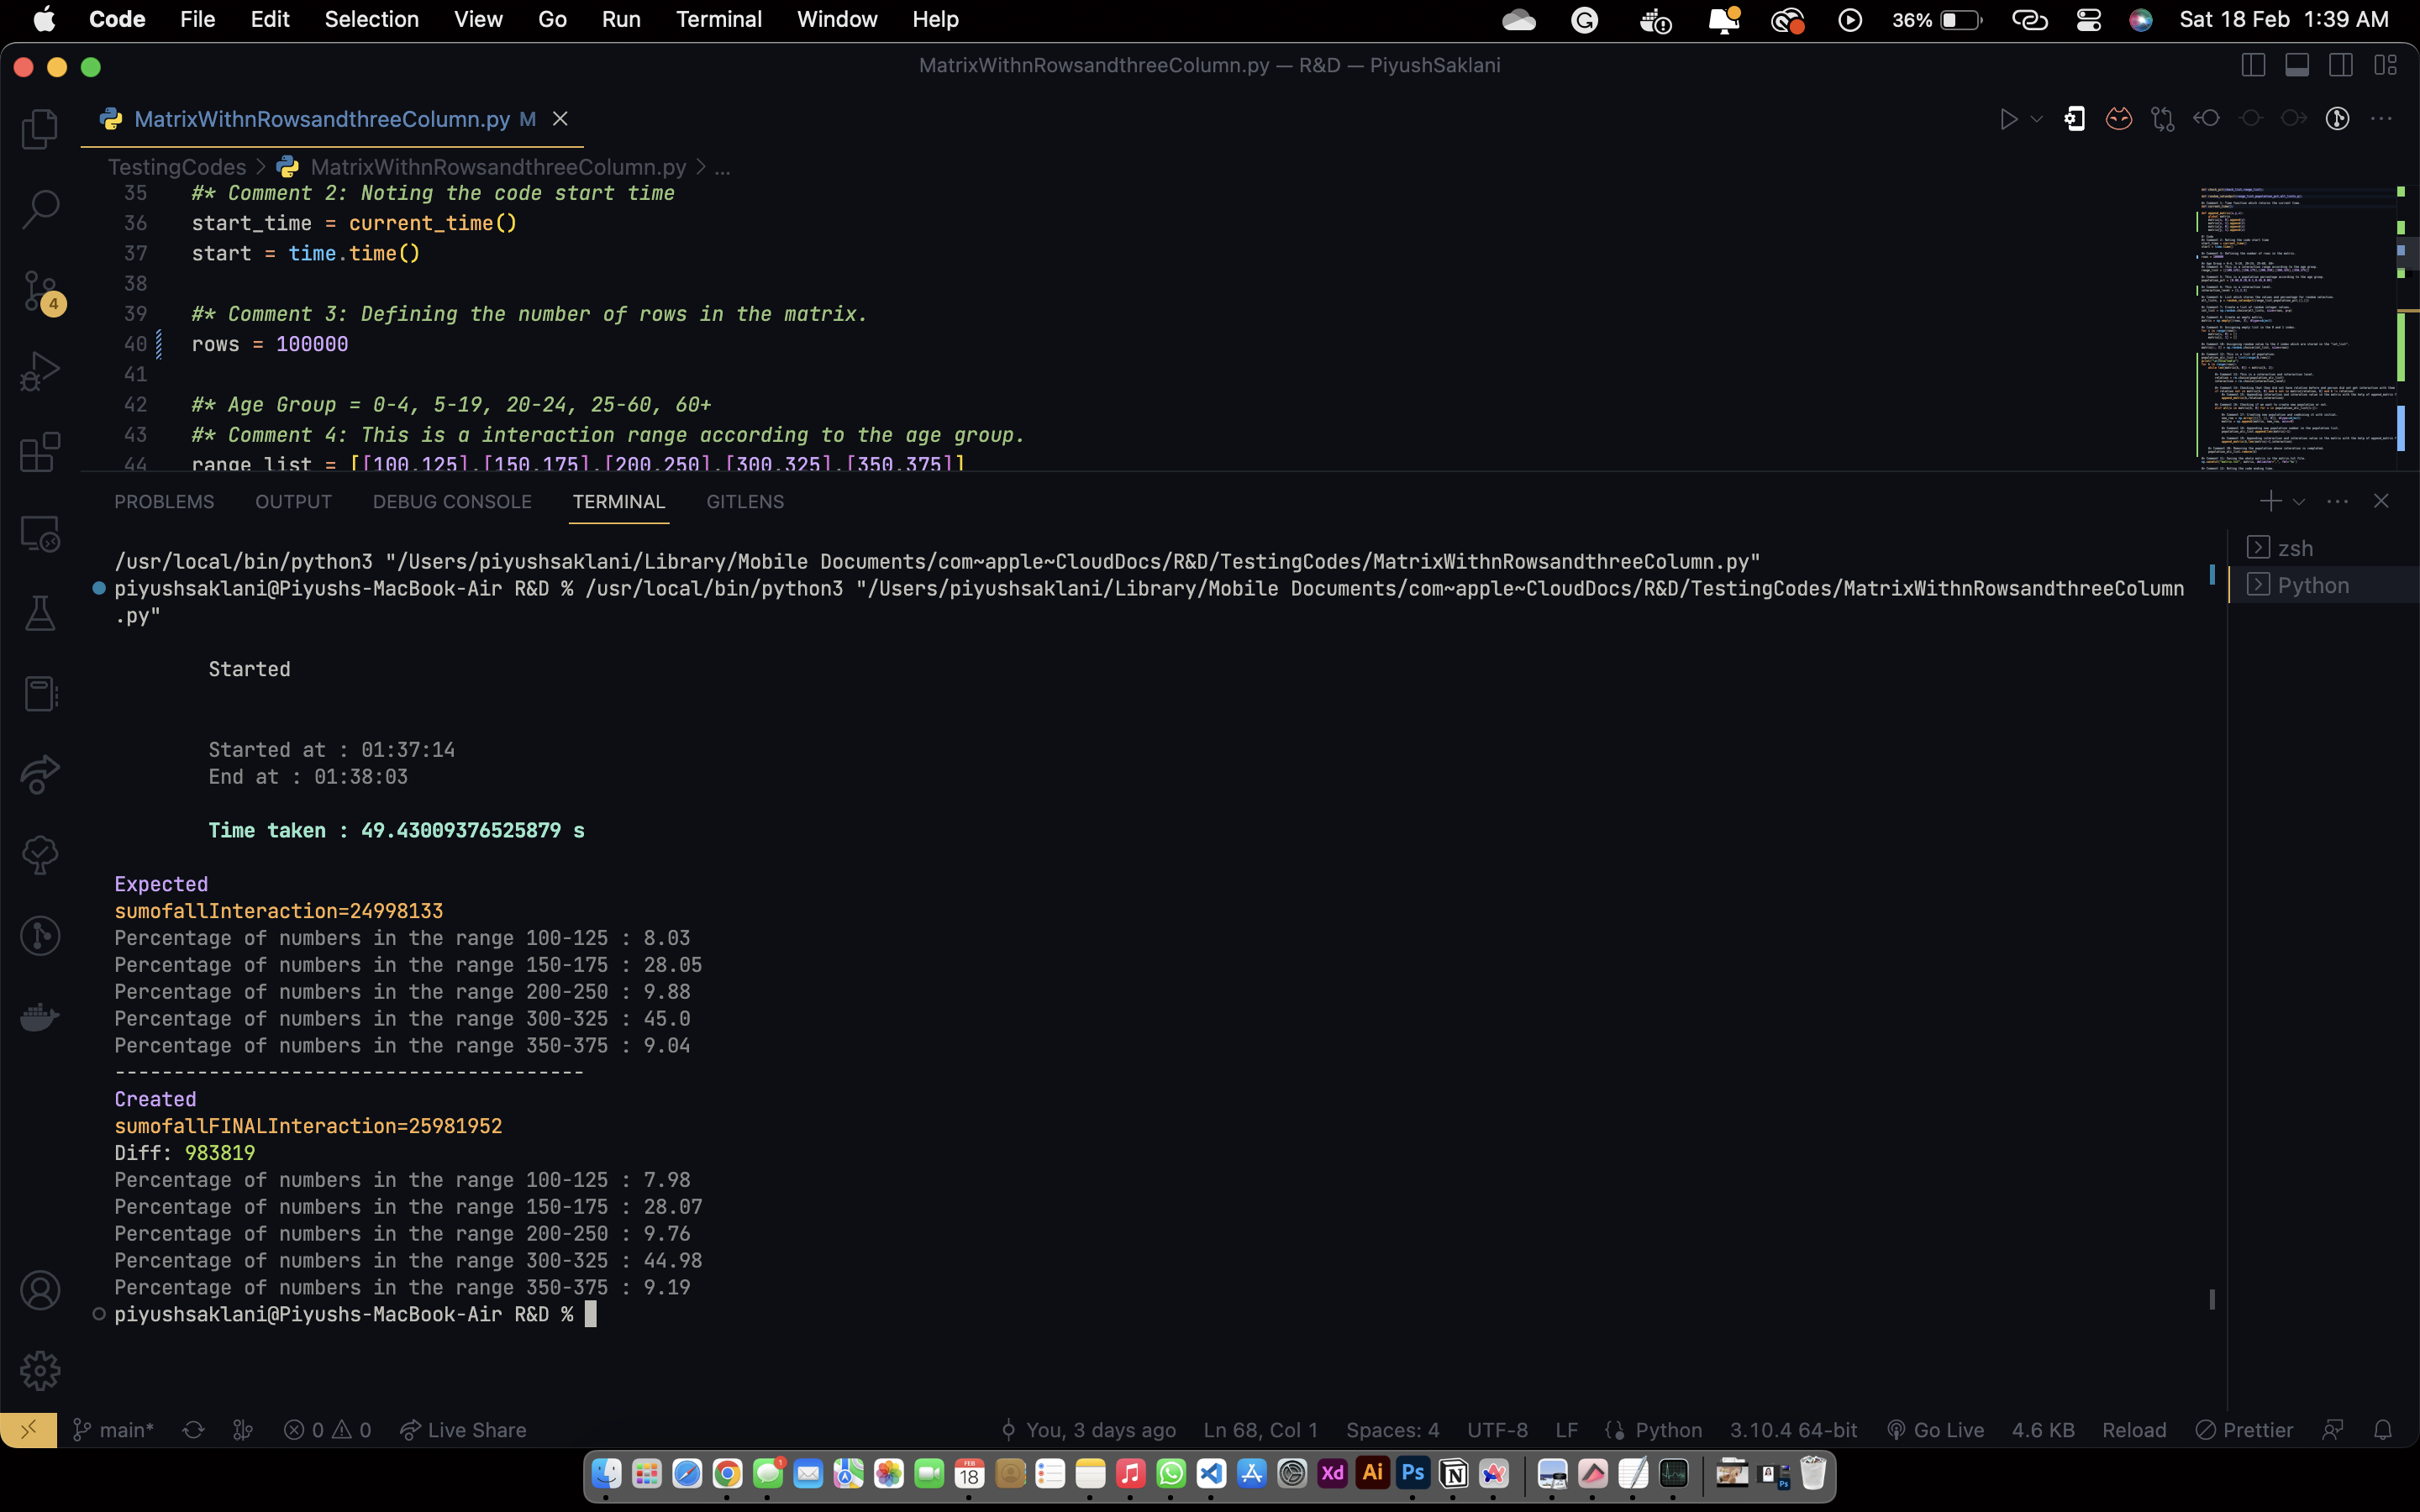 Code File Edit Selection View Go Run Terminal Window Help 36% Sat 18 Feb 1:39 AM
MatrixWithnRowsandthreeColumn.py — R&D — PiyushSaklani
MatrixWithnRowsandthreeColumn.py M
TestingCodes > MatrixWithnRowsandthreeColumn.py > ...
35 #* Comment 2: Noting the code start time
36 start_time = current_time()
37 start = time.time()
38
39 #* Comment 3: Defining the number of rows in the matrix.
40 rows = 100000
41
42 #* Age Group = 0-4, 5-19, 20-24, 25-60, 60+
43 #* Comment 4: This is a interaction range according to the age group.
44 range_list = [[100,125],[150,175],[200,250],[300,325],[350,375]]
4
PROBLEMS OUTPUT DEBUG CONSOLE TERMINAL GITLENS
zsh
Python
/usr/local/bin/python3 "/Users/piyushsaklani/Library/Mobile Documents/com~apple~CloudDocs/R&D/TestingCodes/MatrixWithnRowsandthreeColumn.py"
piyushsaklani@Piyushs-MacBook-Air R&D % /usr/local/bin/python3 "/Users/piyushsaklani/Library/Mobile Documents/com~apple~CloudDocs/R&D/TestingCodes/MatrixWithnRowsandthreeColumn
.py"
Started
Started at : 01:37:14
End at : 01:38:03
Time taken : 49.43009376525879 s
Expected
sumofallInteraction=24998133
Percentage of numbers in the range 100-125 : 8.03
Percentage of numbers in the range 150-175 : 28.05
Percentage of numbers in the range 200-250 : 9.88
Percentage of numbers in the range 300-325 : 45.0
Percentage of numbers in the range 350-375 : 9.04
----------------------------------------
Created
sumofallFINALInteraction=25981952
Diff: 983819
Percentage of numbers in the range 100-125 : 7.98
Percentage of numbers in the range 150-175 : 28.07
Percentage of numbers in the range 200-250 : 9.76
Percentage of numbers in the range 300-325 : 44.98
Percentage of numbers in the range 350-375 : 9.19
piyushsaklani@Piyushs-MacBook-Air R&D %
main* 0 0 Live Share You, 3 days ago Ln 68, Col 1 Spaces: 4 UTF-8 LF Python 3.10.4 64-bit Go Live 4.6 KB Reload Prettier
1 FEB 18 Xd Ai Ps N Ps